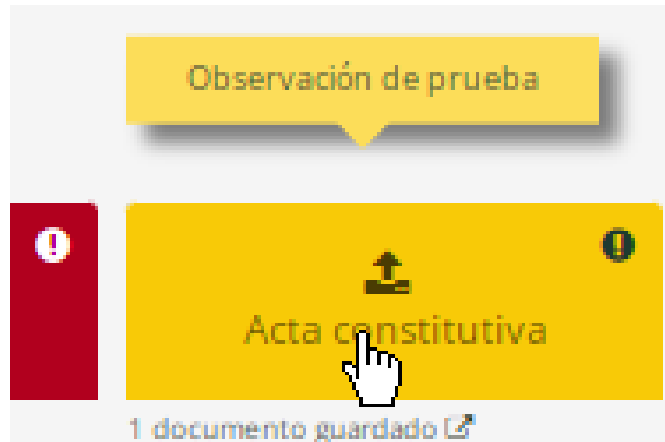 Observación de prueba
Acta constitutiva
1 documento guardado